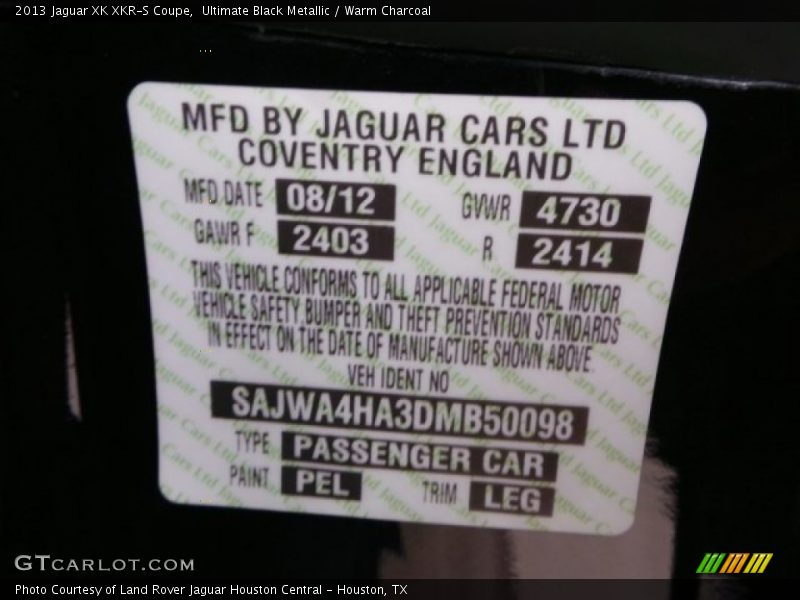 2013 Jaguar XK XKR-S Coupe,  Ultimate Black Metallic / Warm Charcoal
MFD BY JAGUAR CARS LTD
COVENTRY ENGLAND
MFD DATE 08/12 GVWR 4730
GAWR F 2403 R 2414
THIS VEHICLE CONFORMS TO ALL APPLICABLE FEDERAL MOTOR
VEHICLE SAFETY BUMPER AND THEFT PREVENTION STANDARDS
IN EFFECT ON THE DATE OF MANUFACTURE SHOWN ABOVE.
VEH IDENT NO
SAJWA4HA3DMB50098
TYPE PASSENGER CAR
PAINT PEL TRIM LEG
GTCARLOT.COM
Photo Courtesy of Land Rover Jaguar Houston Central - Houston, TX